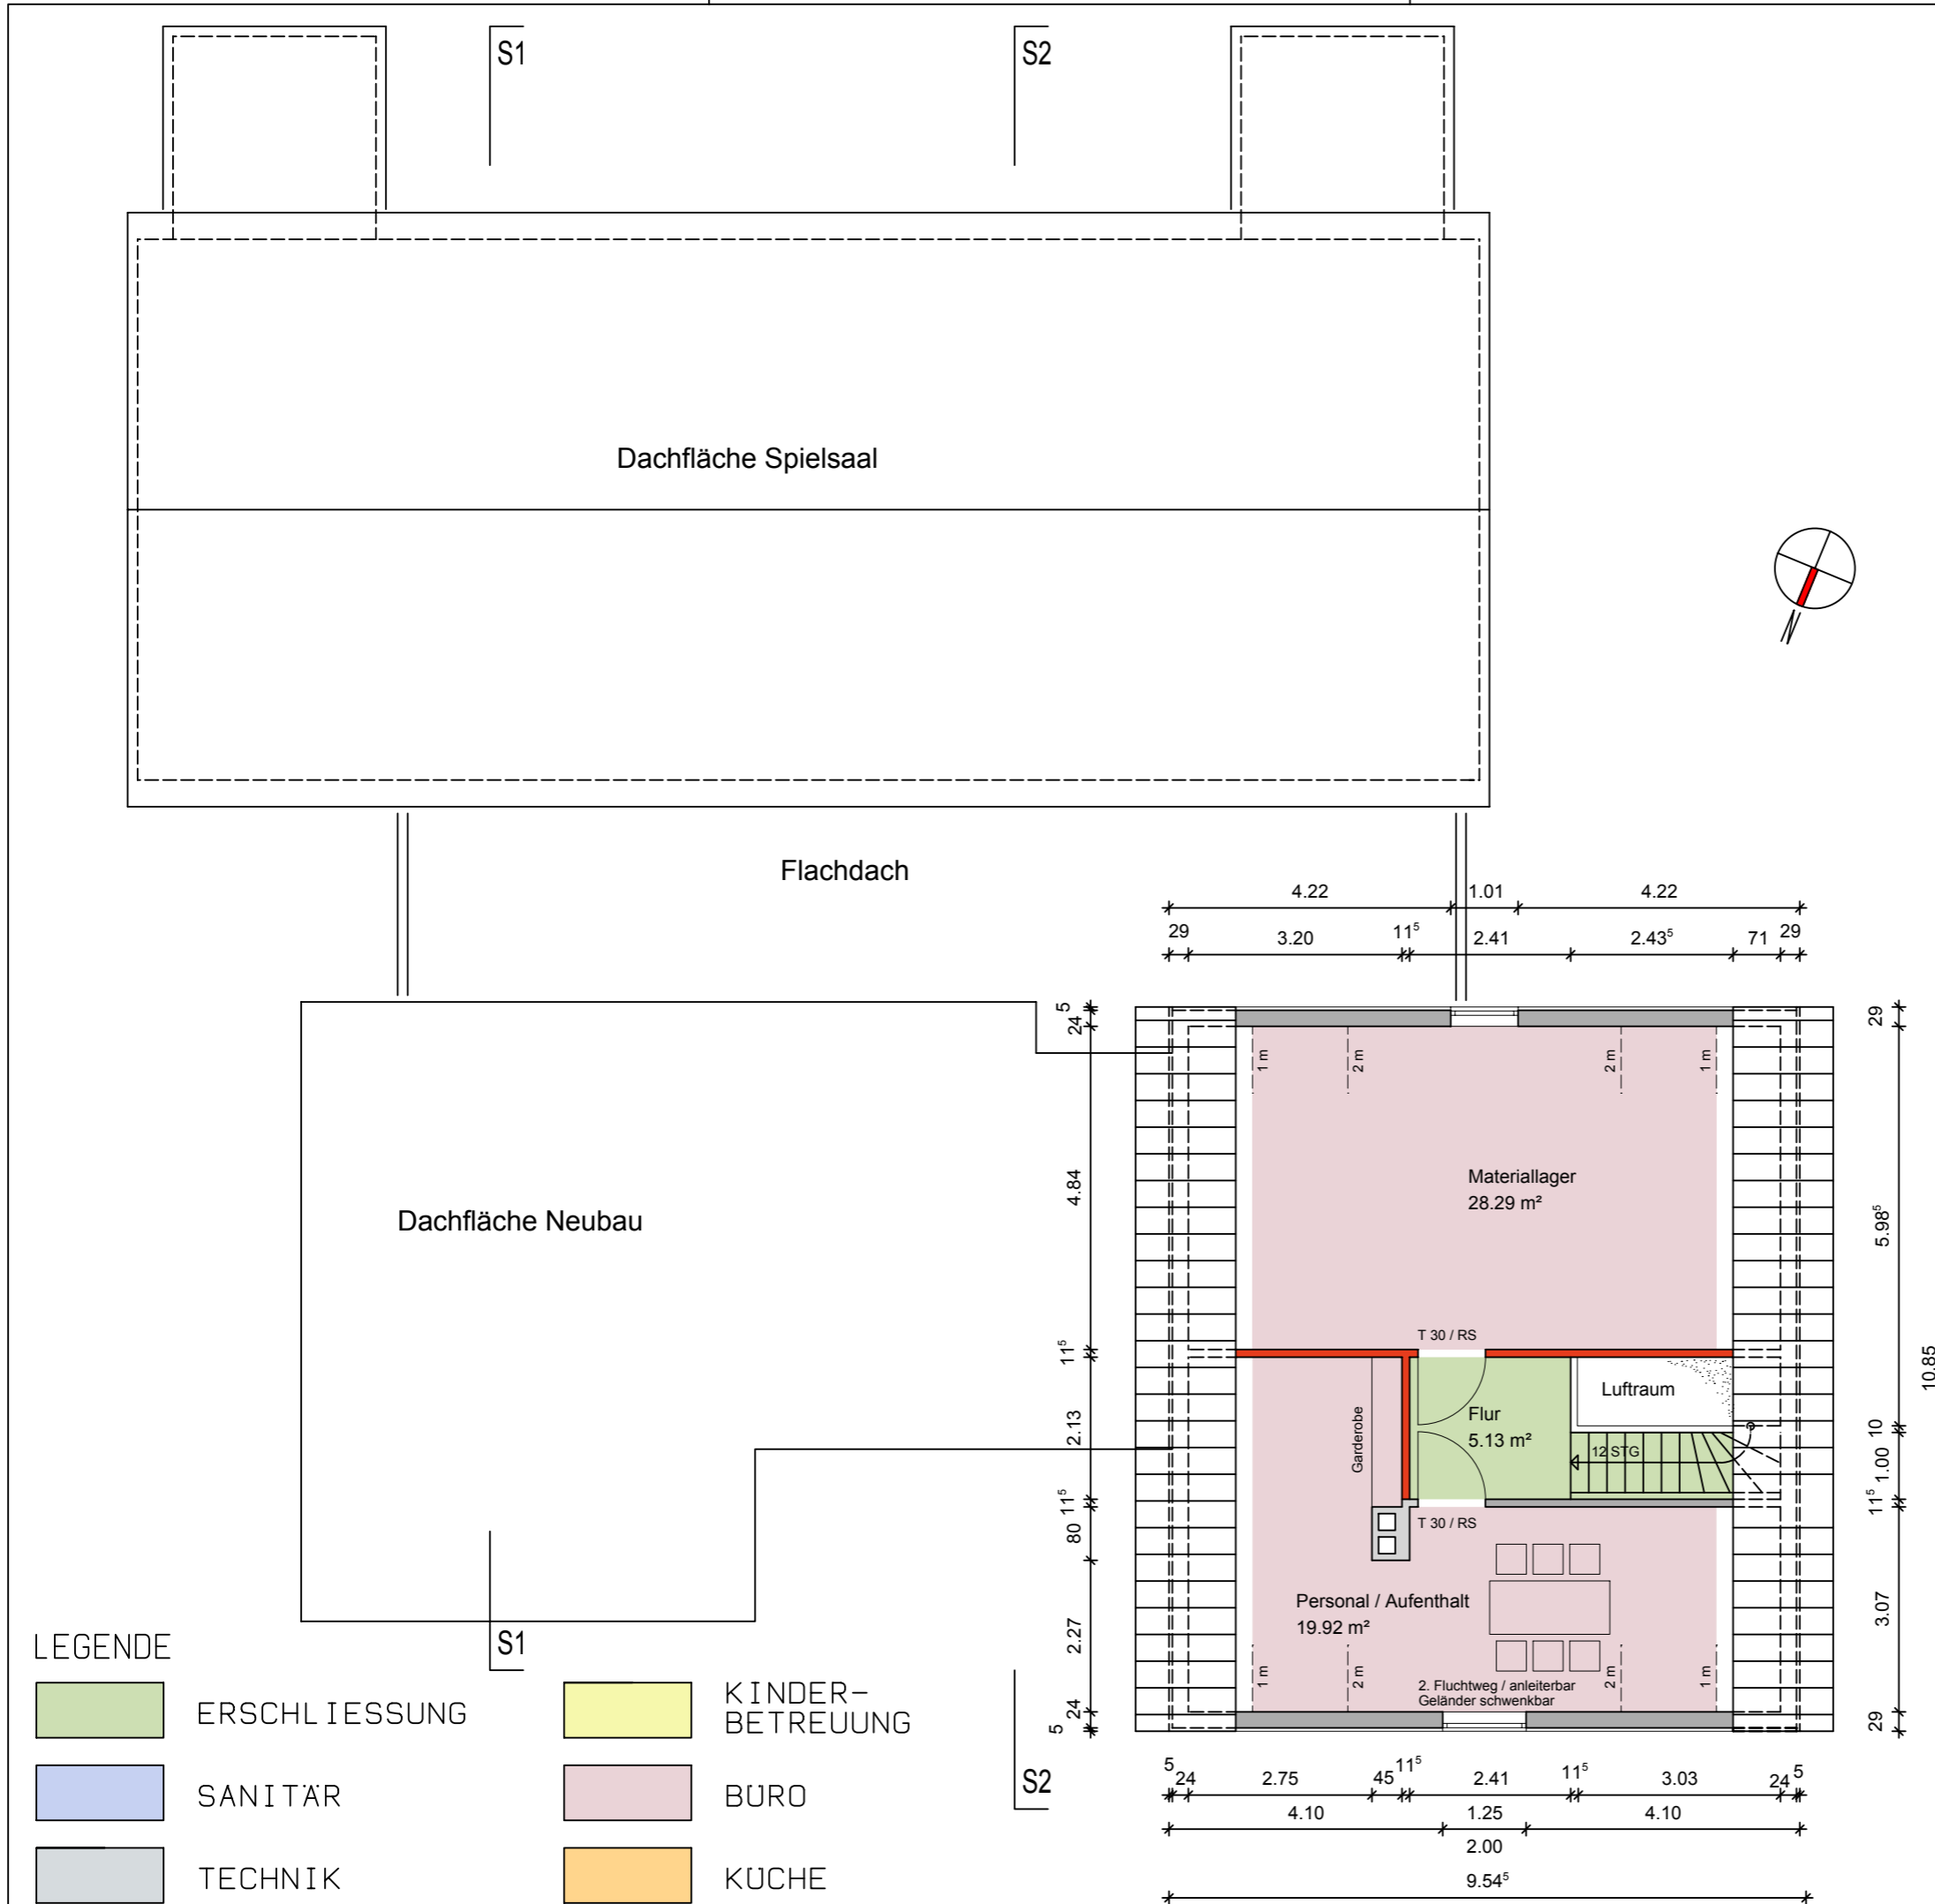 S1
S2
Dachfläche Spielsaal
Flachdach
4.22
1.01
4.22
29
3.20
11⁵
2.41
2.43⁵
71
29
5
24
4.84
11⁵
2.13
11⁵
80
2.27
24
5
29
5.98⁵
10
1.00
11⁵
3.07
29
10.85
1 m
2 m
2 m
1 m
Materiallager
28.29 m²
Dachfläche Neubau
T 30 / RS
Luftraum
Garderobe
Flur
5.13 m²
12 STG
T 30 / RS
Personal / Aufenthalt
19.92 m²
1 m
2 m
2 m
1 m
2. Fluchtweg / anleiterbar
Geländer schwenkbar
S1
S2
5
24
2.75
45
11⁵
2.41
11⁵
3.03
24
5
4.10
1.25
4.10
2.00
9.54⁵
LEGENDE
ERSCHLIESSUNG
KINDER-
BETREUUNG
SANITÄR
BÜRO
TECHNIK
KÜCHE
N